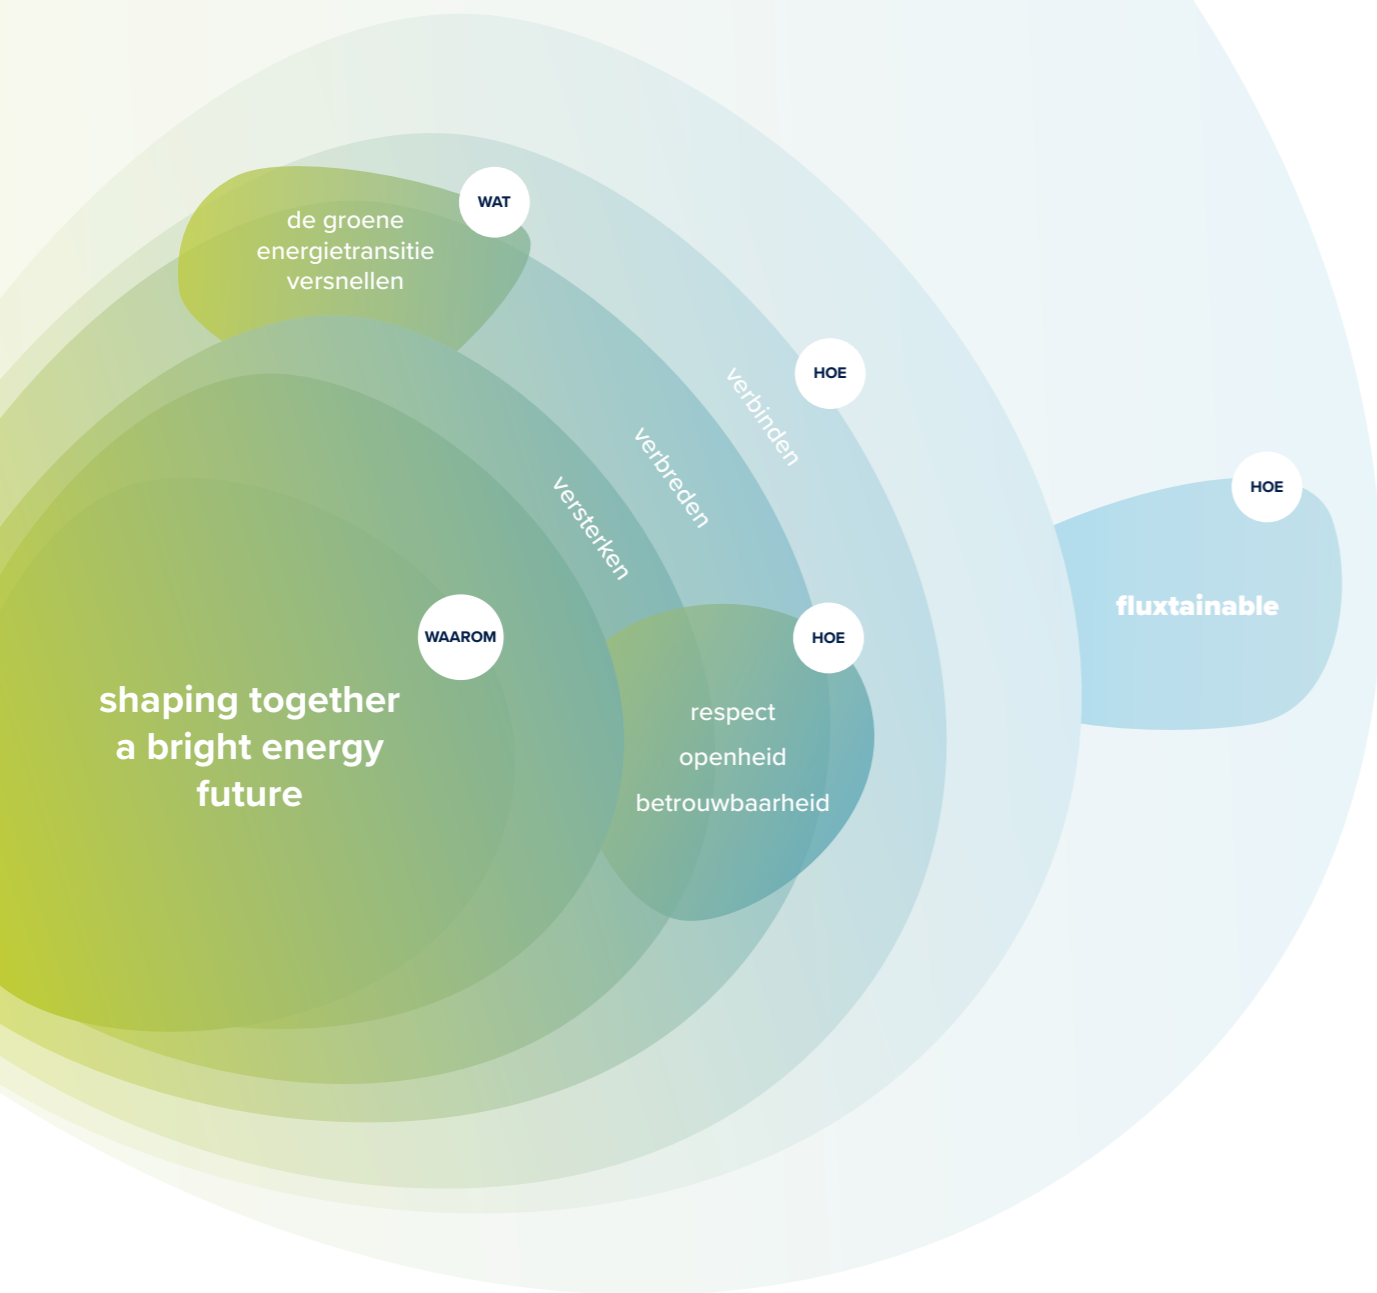 WAT
de groene
energietransitie
versnellen
HOE
verbinden
verbreden
versterken
HOE
fluxtainable
WAAROM
shaping together
a bright energy
future
HOE
respect
openheid
betrouwbaarheid